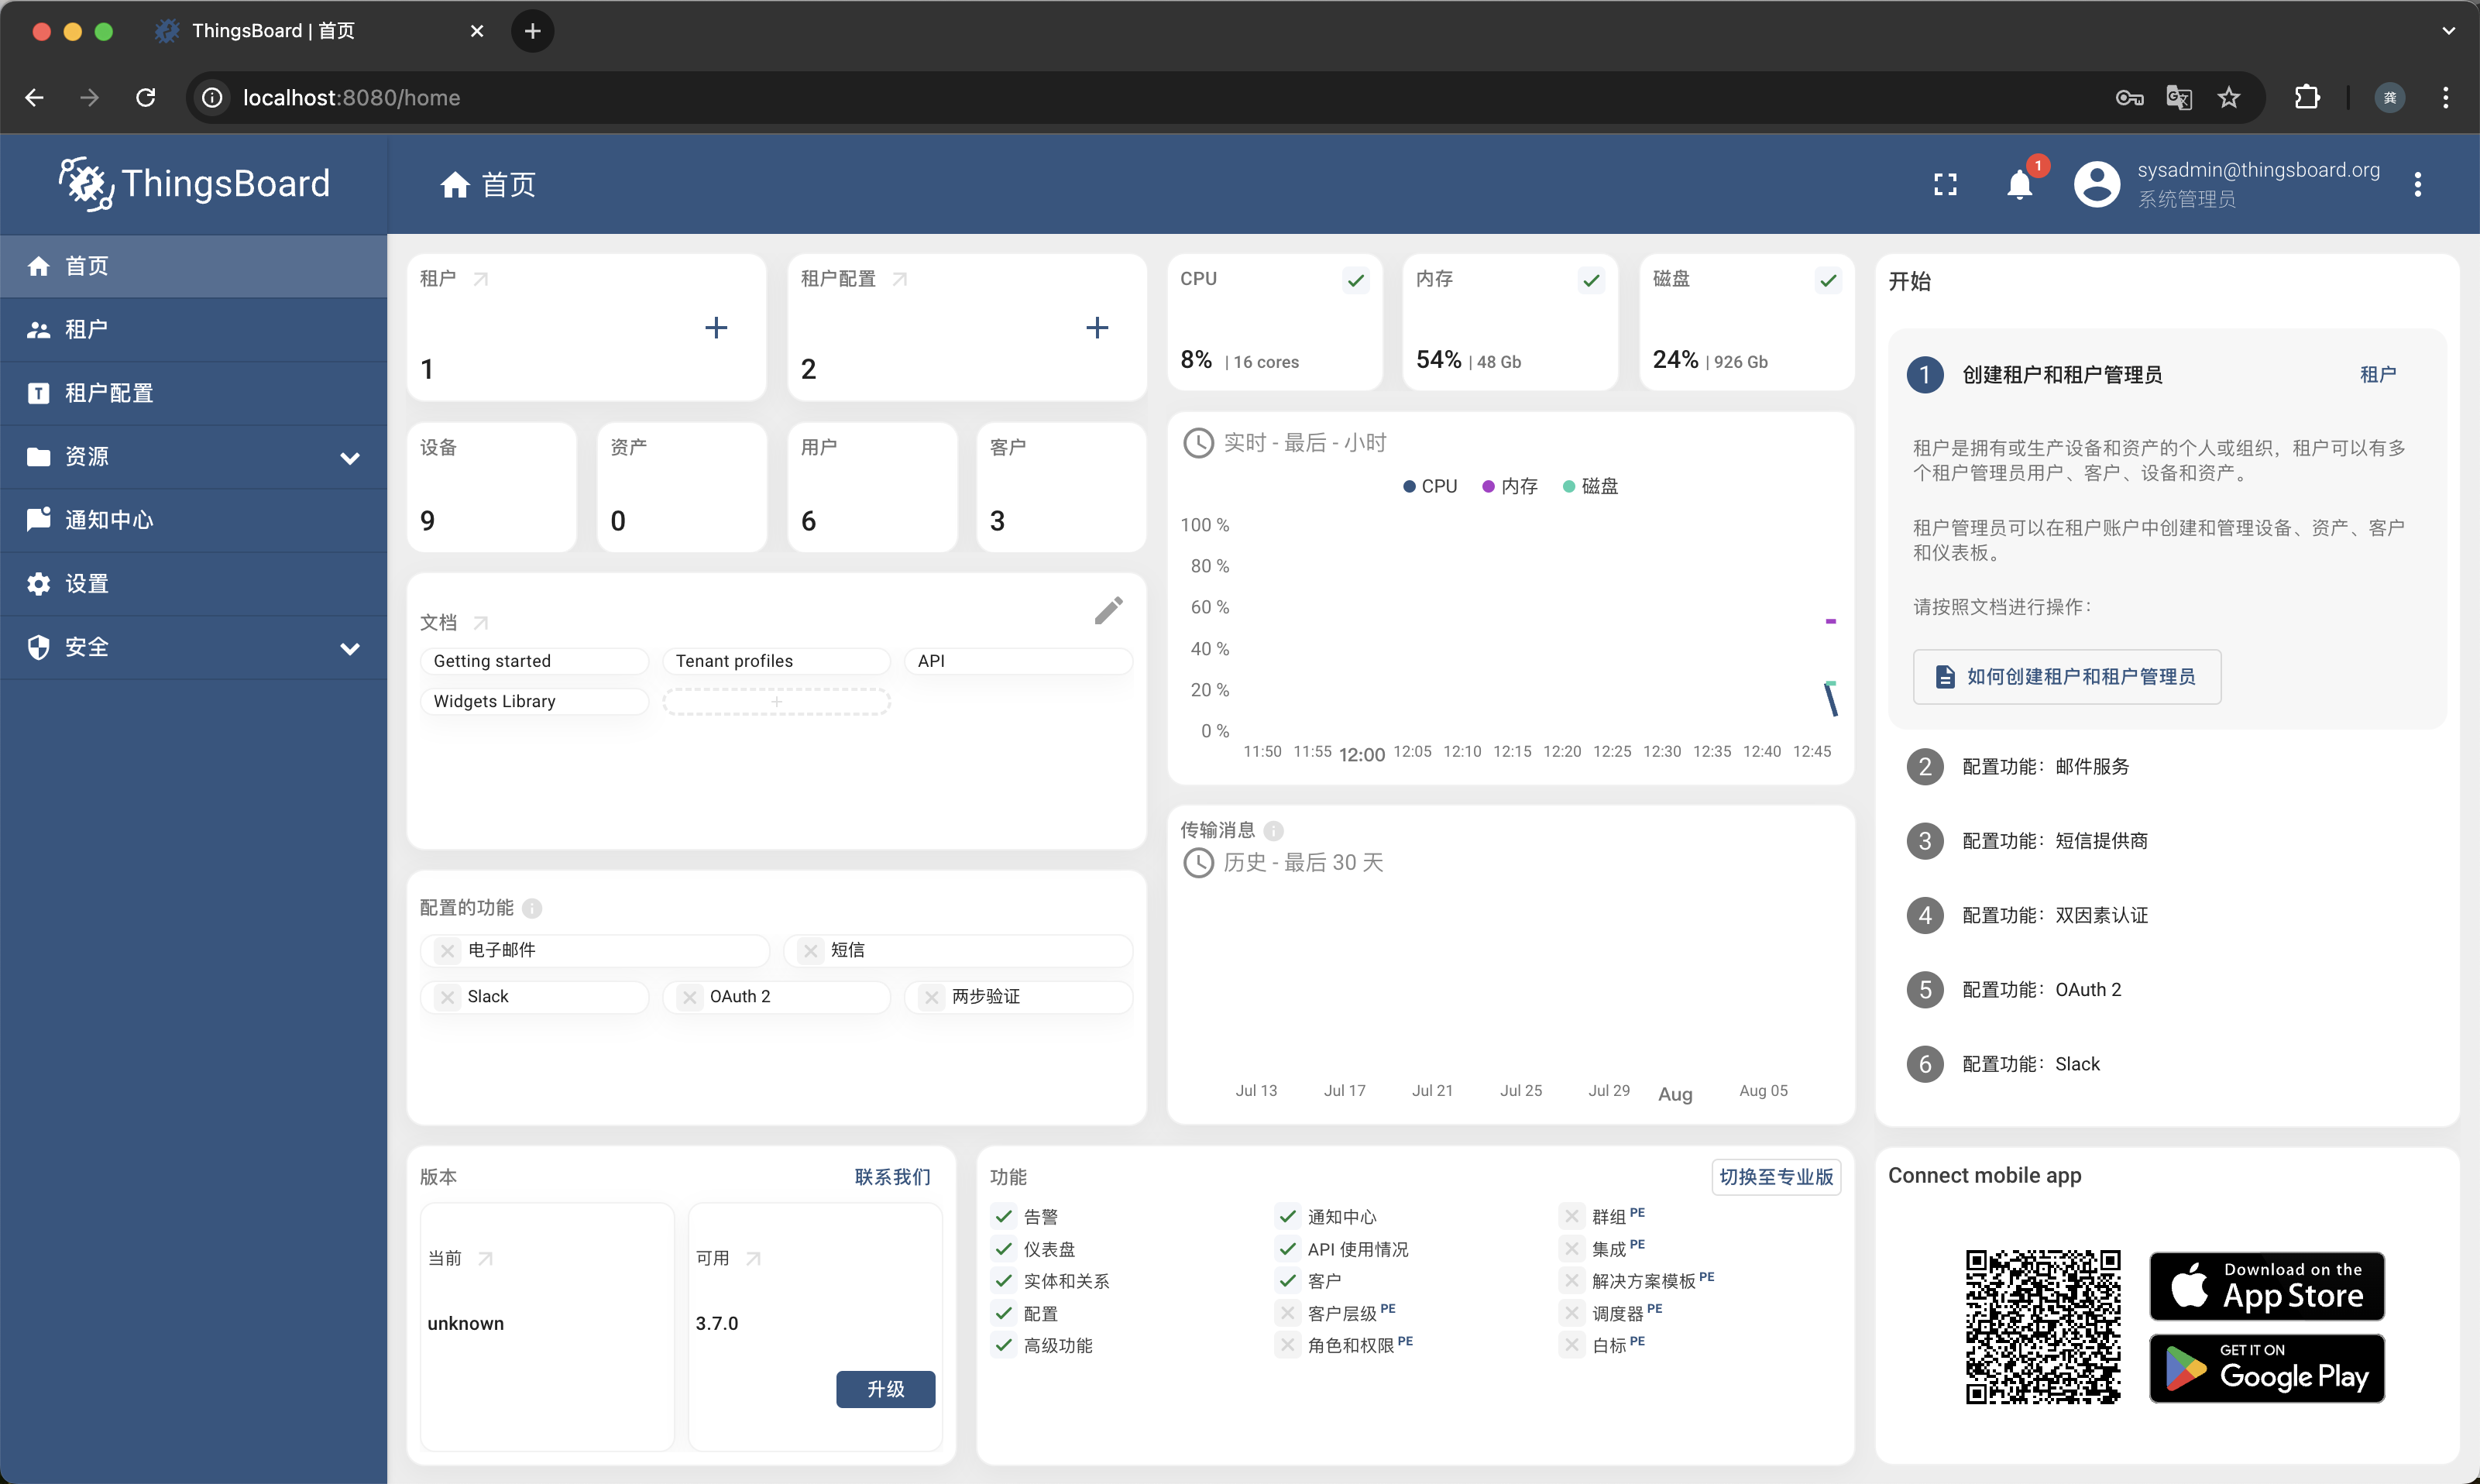 ThingsBoard | 首页
localhost:8080/home
龚
ThingsBoard
首页
1
sysadmin@thingsboard.org
系统管理员
首页
租户
租户配置
资源
通知中心
设置
安全
租户
1
租户配置
2
设备
9
资产
0
用户
6
客户
3
文档
Getting started
Tenant profiles
API
Widgets Library
配置的功能
电子邮件
短信
Slack
OAuth 2
两步验证
CPU
8% | 16 cores
内存
54% | 48 Gb
磁盘
24% | 926 Gb
实时 - 最后 - 小时
CPU 内存 磁盘
100 %
80 %
60 %
40 %
20 %
0 %
11:50 11:55 12:00 12:05 12:10 12:15 12:20 12:25 12:30 12:35 12:40 12:45
传输消息
历史 - 最后 30 天
Jul 13 Jul 17 Jul 21 Jul 25 Jul 29 Aug Aug 05
版本
联系我们
当前
unknown
可用
3.7.0
升级
功能
切换至专业版
告警
仪表盘
实体和关系
配置
高级功能
通知中心
API 使用情况
客户
客户层级 PE
角色和权限 PE
群组 PE
集成 PE
解决方案模板 PE
调度器 PE
白标 PE
开始
1 创建租户和租户管理员 租户
租户是拥有或生产设备和资产的个人或组织，租户可以有多
个租户管理员用户、客户、设备和资产。
租户管理员可以在租户账户中创建和管理设备、资产、客户
和仪表板。
请按照文档进行操作：
如何创建租户和租户管理员
2 配置功能：邮件服务
3 配置功能：短信提供商
4 配置功能：双因素认证
5 配置功能：OAuth 2
6 配置功能：Slack
Connect mobile app
Download on the
App Store
GET IT ON
Google Play